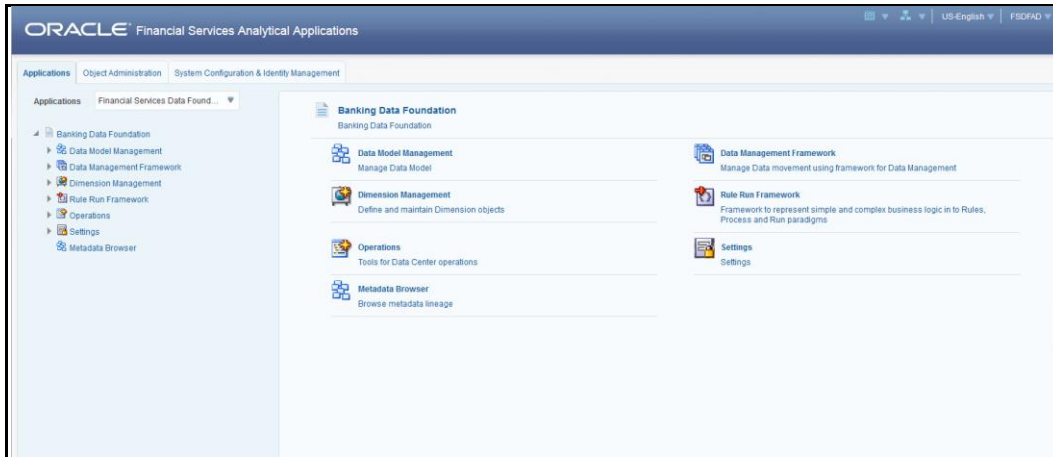 ORACLE® Financial Services Analytical Applications
US-English
FSDFAD
Applications
Object Administration
System Configuration & Identity Management
Applications
Financial Services Data Found...
Banking Data Foundation
Data Model Management
Data Management Framework
Dimension Management
Rule Run Framework
Operations
Settings
Metadata Browser
Banking Data Foundation
Banking Data Foundation
Data Model Management
Manage Data Model
Data Management Framework
Manage Data movement using framework for Data Management
Dimension Management
Define and maintain Dimension objects
Rule Run Framework
Framework to represent simple and complex business logic in to Rules,
Process and Run paradigms
Operations
Tools for Data Center operations
Settings
Settings
Metadata Browser
Browse metadata lineage